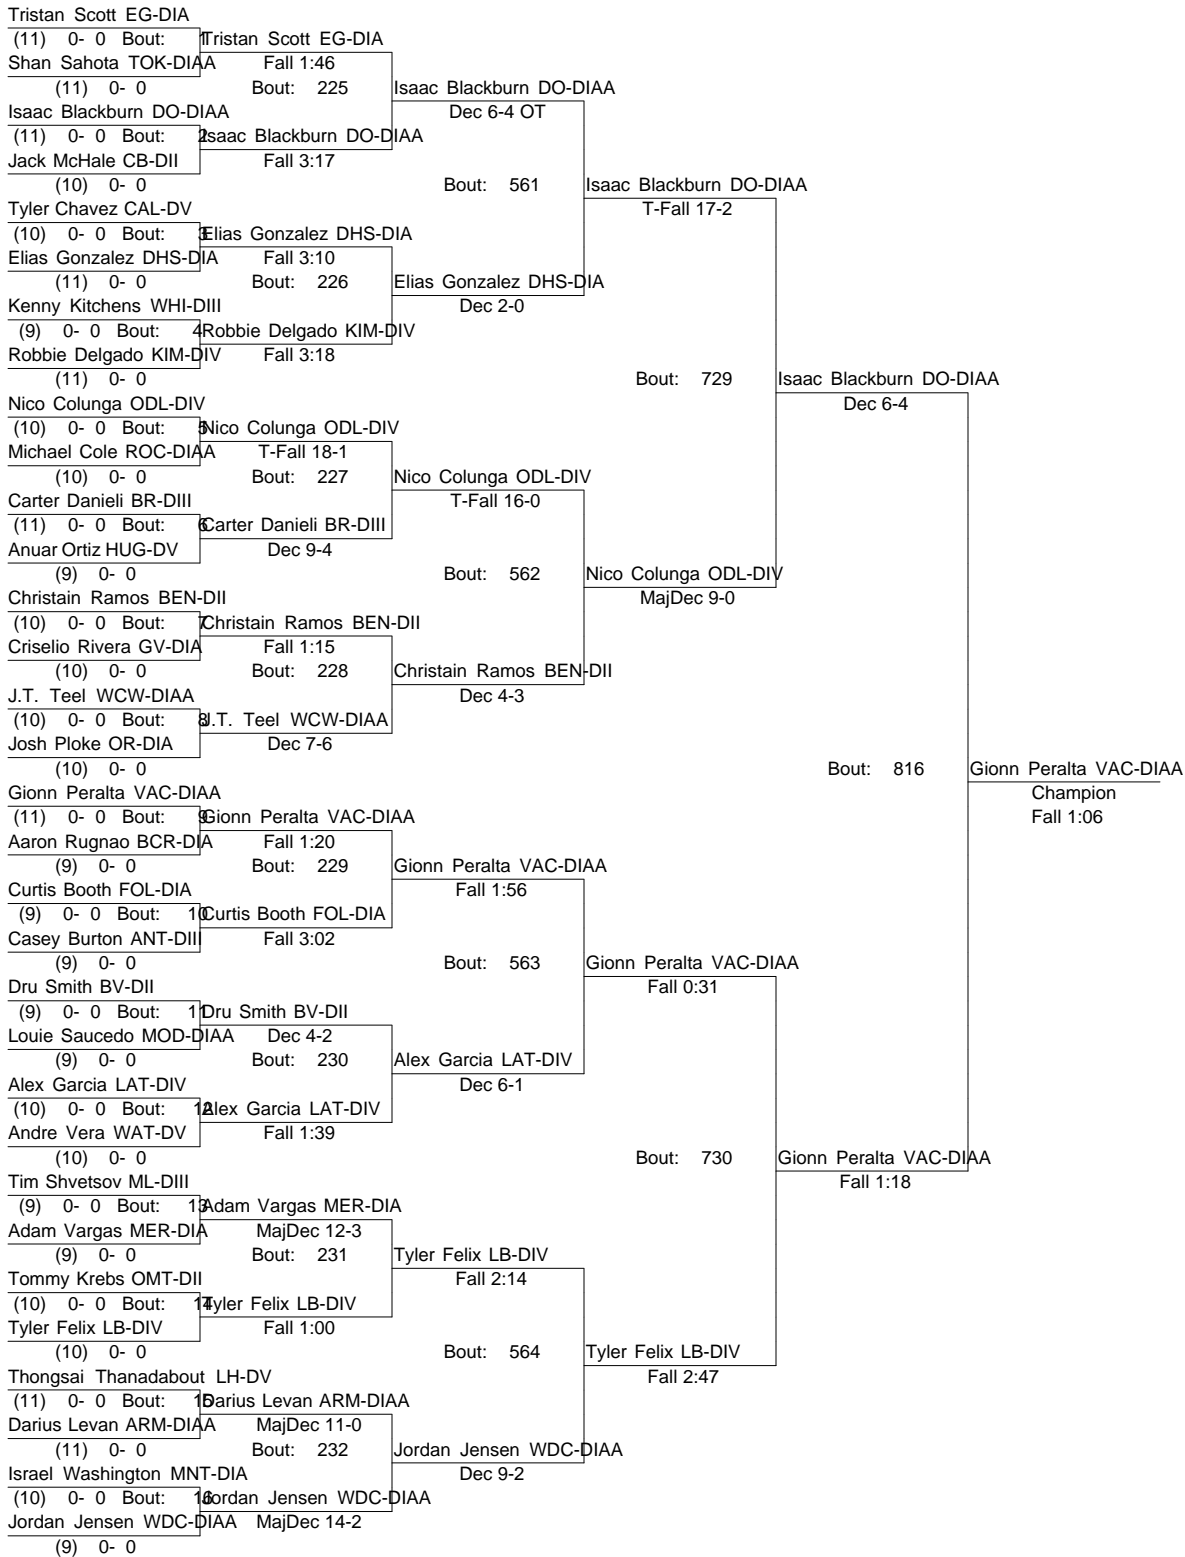 Tristan Scott EG-DIA
(11) 0- 0 Bout: 1 Tristan Scott EG-DIA
Shan Sahota TOK-DIAA Fall 1:46
(11) 0- 0 Bout: 225 Isaac Blackburn DO-DIAA
Isaac Blackburn DO-DIAA Dec 6-4 OT
(11) 0- 0 Bout: 2 Isaac Blackburn DO-DIAA
Jack McHale CB-DII Fall 3:17
(10) 0- 0 Bout: 561 Isaac Blackburn DO-DIAA
Tyler Chavez CAL-DV T-Fall 17-2
(10) 0- 0 Bout: 3 Elias Gonzalez DHS-DIA
Elias Gonzalez DHS-DIA Fall 3:10
(11) 0- 0 Bout: 226 Elias Gonzalez DHS-DIA
Kenny Kitchens WHI-DIII Dec 2-0
(9) 0- 0 Bout: 4 Robbie Delgado KIM-DIV
Robbie Delgado KIM-DIV Fall 3:18
(11) 0- 0 Bout: 729 Isaac Blackburn DO-DIAA
Nico Colunga ODL-DIV Dec 6-4
(10) 0- 0 Bout: 5 Nico Colunga ODL-DIV
Michael Cole ROC-DIAA T-Fall 18-1
(10) 0- 0 Bout: 227 Nico Colunga ODL-DIV
Carter Danieli BR-DIII T-Fall 16-0
(11) 0- 0 Bout: 6 Carter Danieli BR-DIII
Anuar Ortiz HUG-DV Dec 9-4
(9) 0- 0 Bout: 562 Nico Colunga ODL-DIV
Christain Ramos BEN-DII MajDec 9-0
(10) 0- 0 Bout: 7 Christain Ramos BEN-DII
Criselio Rivera GV-DIA Fall 1:15
(10) 0- 0 Bout: 228 Christain Ramos BEN-DII
J.T. Teel WCW-DIAA Dec 4-3
(10) 0- 0 Bout: 8 J.T. Teel WCW-DIAA
Josh Ploke OR-DIA Dec 7-6
(10) 0- 0 Bout: 816 Gionn Peralta VAC-DIAA
Gionn Peralta VAC-DIAA Champion
(11) 0- 0 Bout: 9 Gionn Peralta VAC-DIAA Fall 1:06
Aaron Rugnao BCR-DIA Fall 1:20
(9) 0- 0 Bout: 229 Gionn Peralta VAC-DIAA
Curtis Booth FOL-DIA Fall 1:56
(9) 0- 0 Bout: 10 Curtis Booth FOL-DIA
Casey Burton ANT-DIII Fall 3:02
(9) 0- 0 Bout: 563 Gionn Peralta VAC-DIAA
Dru Smith BV-DII Fall 0:31
(9) 0- 0 Bout: 11 Dru Smith BV-DII
Louie Saucedo MOD-DIAA Dec 4-2
(9) 0- 0 Bout: 230 Alex Garcia LAT-DIV
Alex Garcia LAT-DIV Dec 6-1
(10) 0- 0 Bout: 12 Alex Garcia LAT-DIV
Andre Vera WAT-DV Fall 1:39
(10) 0- 0 Bout: 730 Gionn Peralta VAC-DIAA
Tim Shvetsov ML-DIII Fall 1:18
(9) 0- 0 Bout: 13 Adam Vargas MER-DIA
Adam Vargas MER-DIA MajDec 12-3
(9) 0- 0 Bout: 231 Tyler Felix LB-DIV
Tommy Krebs OMT-DII Fall 2:14
(10) 0- 0 Bout: 14 Tyler Felix LB-DIV
Tyler Felix LB-DIV Fall 1:00
(10) 0- 0 Bout: 564 Tyler Felix LB-DIV
Thongsai Thanadabout LH-DV Fall 2:47
(11) 0- 0 Bout: 15 Darius Levan ARM-DIAA
Darius Levan ARM-DIAA MajDec 11-0
(11) 0- 0 Bout: 232 Jordan Jensen WDC-DIAA
Israel Washington MNT-DIA Dec 9-2
(10) 0- 0 Bout: 16 Jordan Jensen WDC-DIAA
Jordan Jensen WDC-DIAA MajDec 14-2
(9) 0- 0